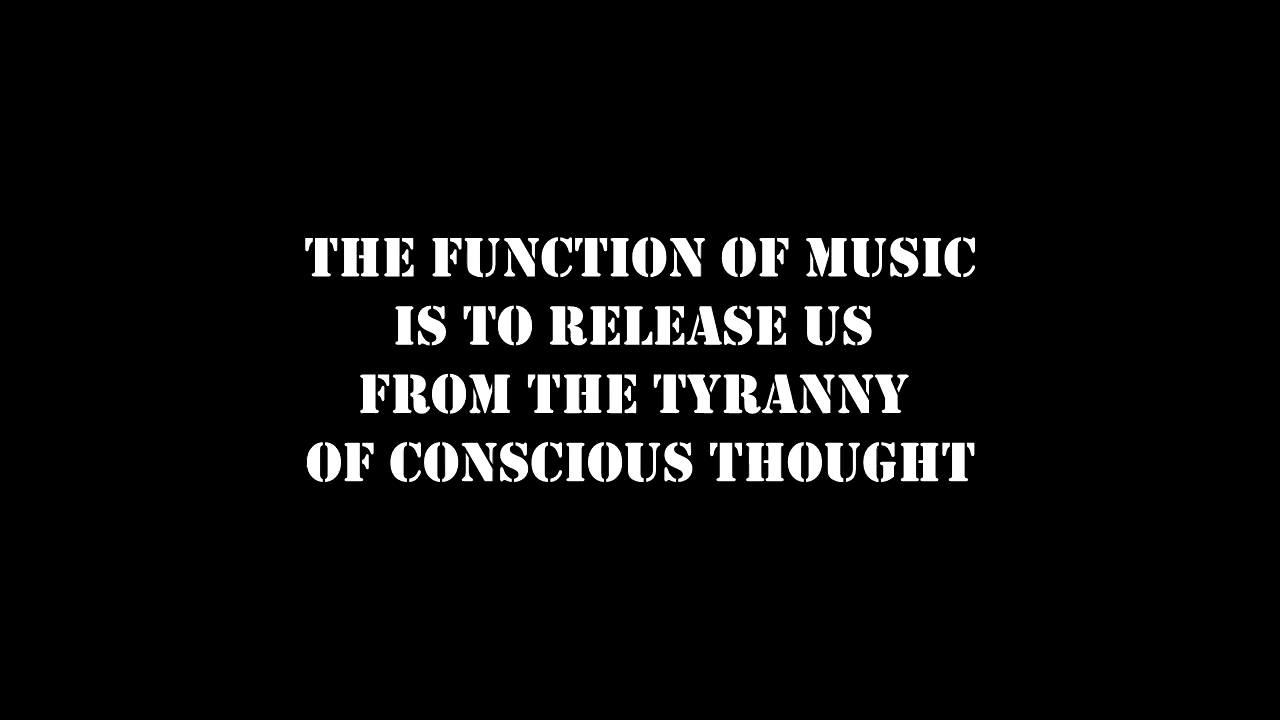 THE FUNCTION OF MUSIC
IS TO RELEASE US
FROM THE TYRANNY
OF CONSCIOUS THOUGHT